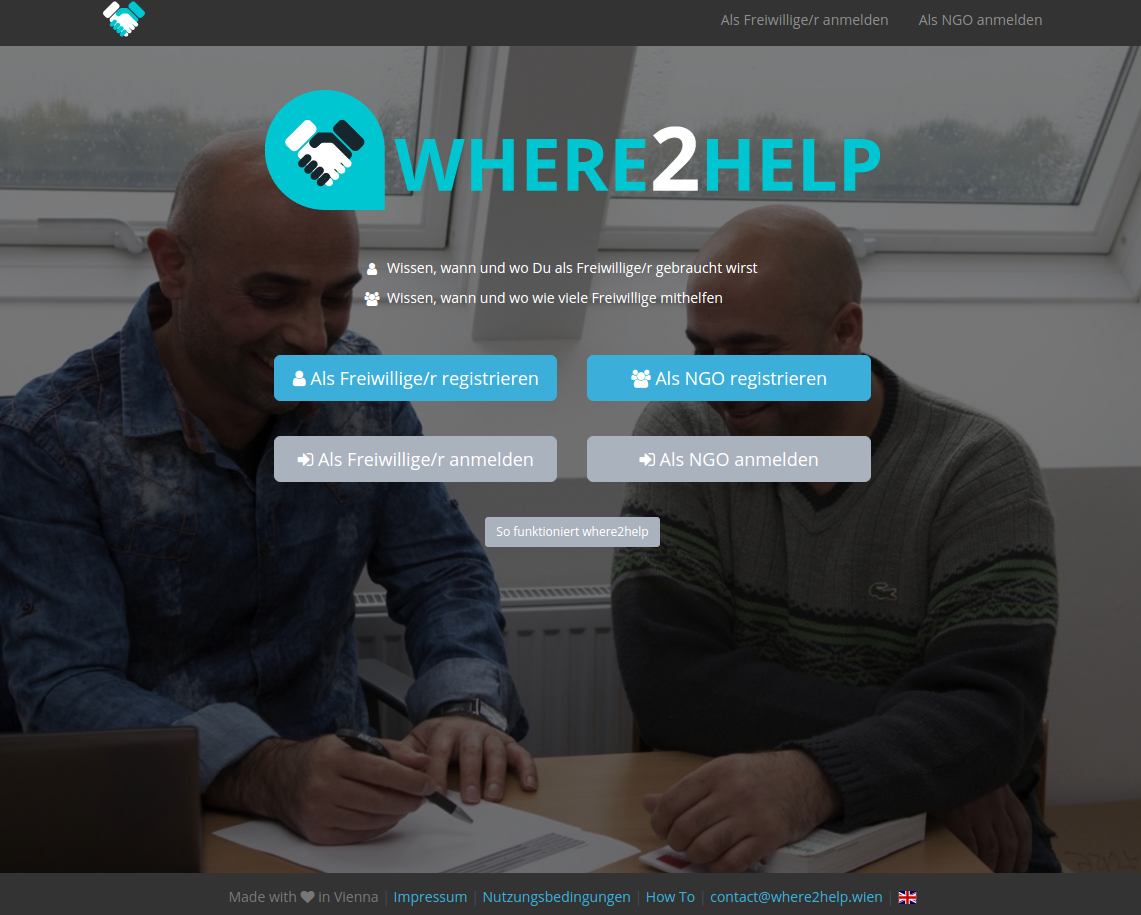 Als Freiwillige/r anmelden Als NGO anmelden
WHERE2HELP
Wissen, wann und wo Du als Freiwillige/r gebraucht wirst
Wissen, wann und wo wie viele Freiwillige mithelfen
Als Freiwillige/r registrieren Als NGO registrieren
Als Freiwillige/r anmelden Als NGO anmelden
So funktioniert where2help
Made with in Vienna | Impressum | Nutzungsbedingungen | How To | contact@where2help.wien |